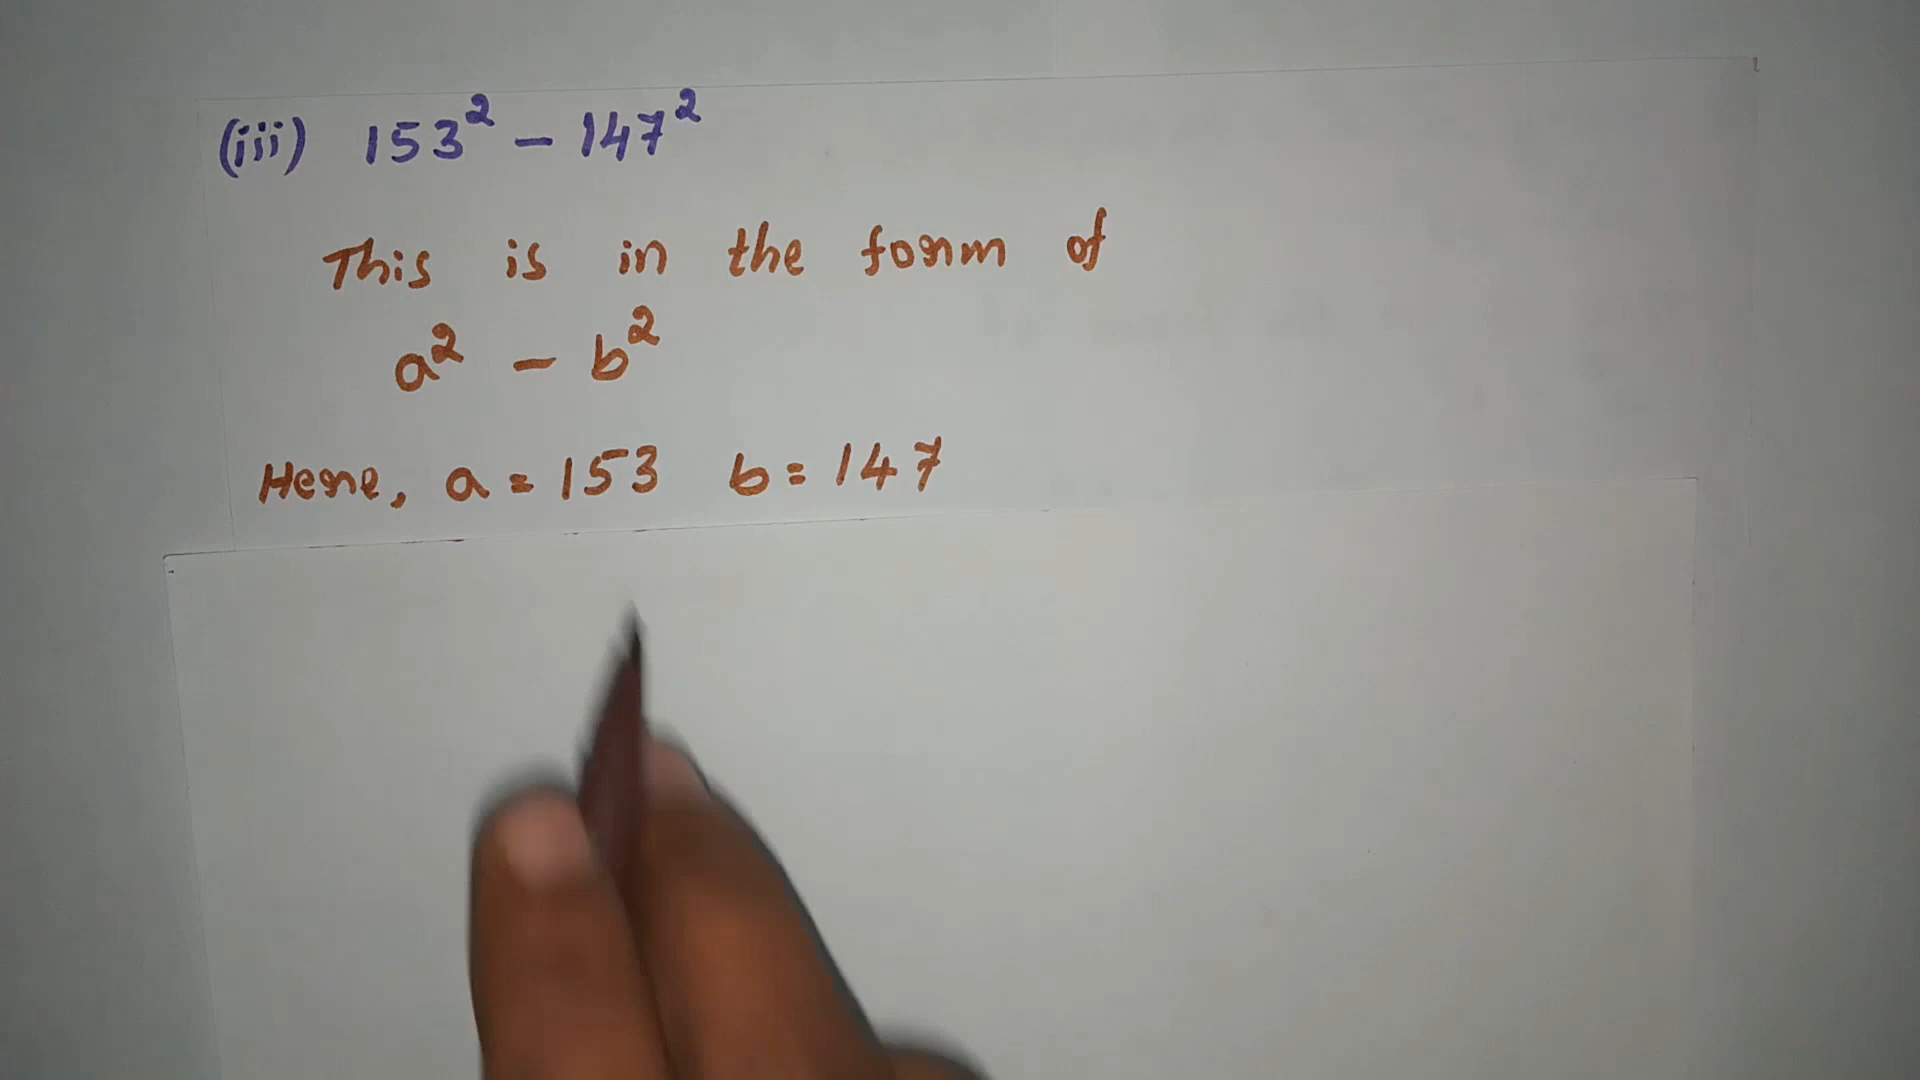 (iii) 153² - 147²
This is in the form of
a² - b²
Here, a = 153 b = 147